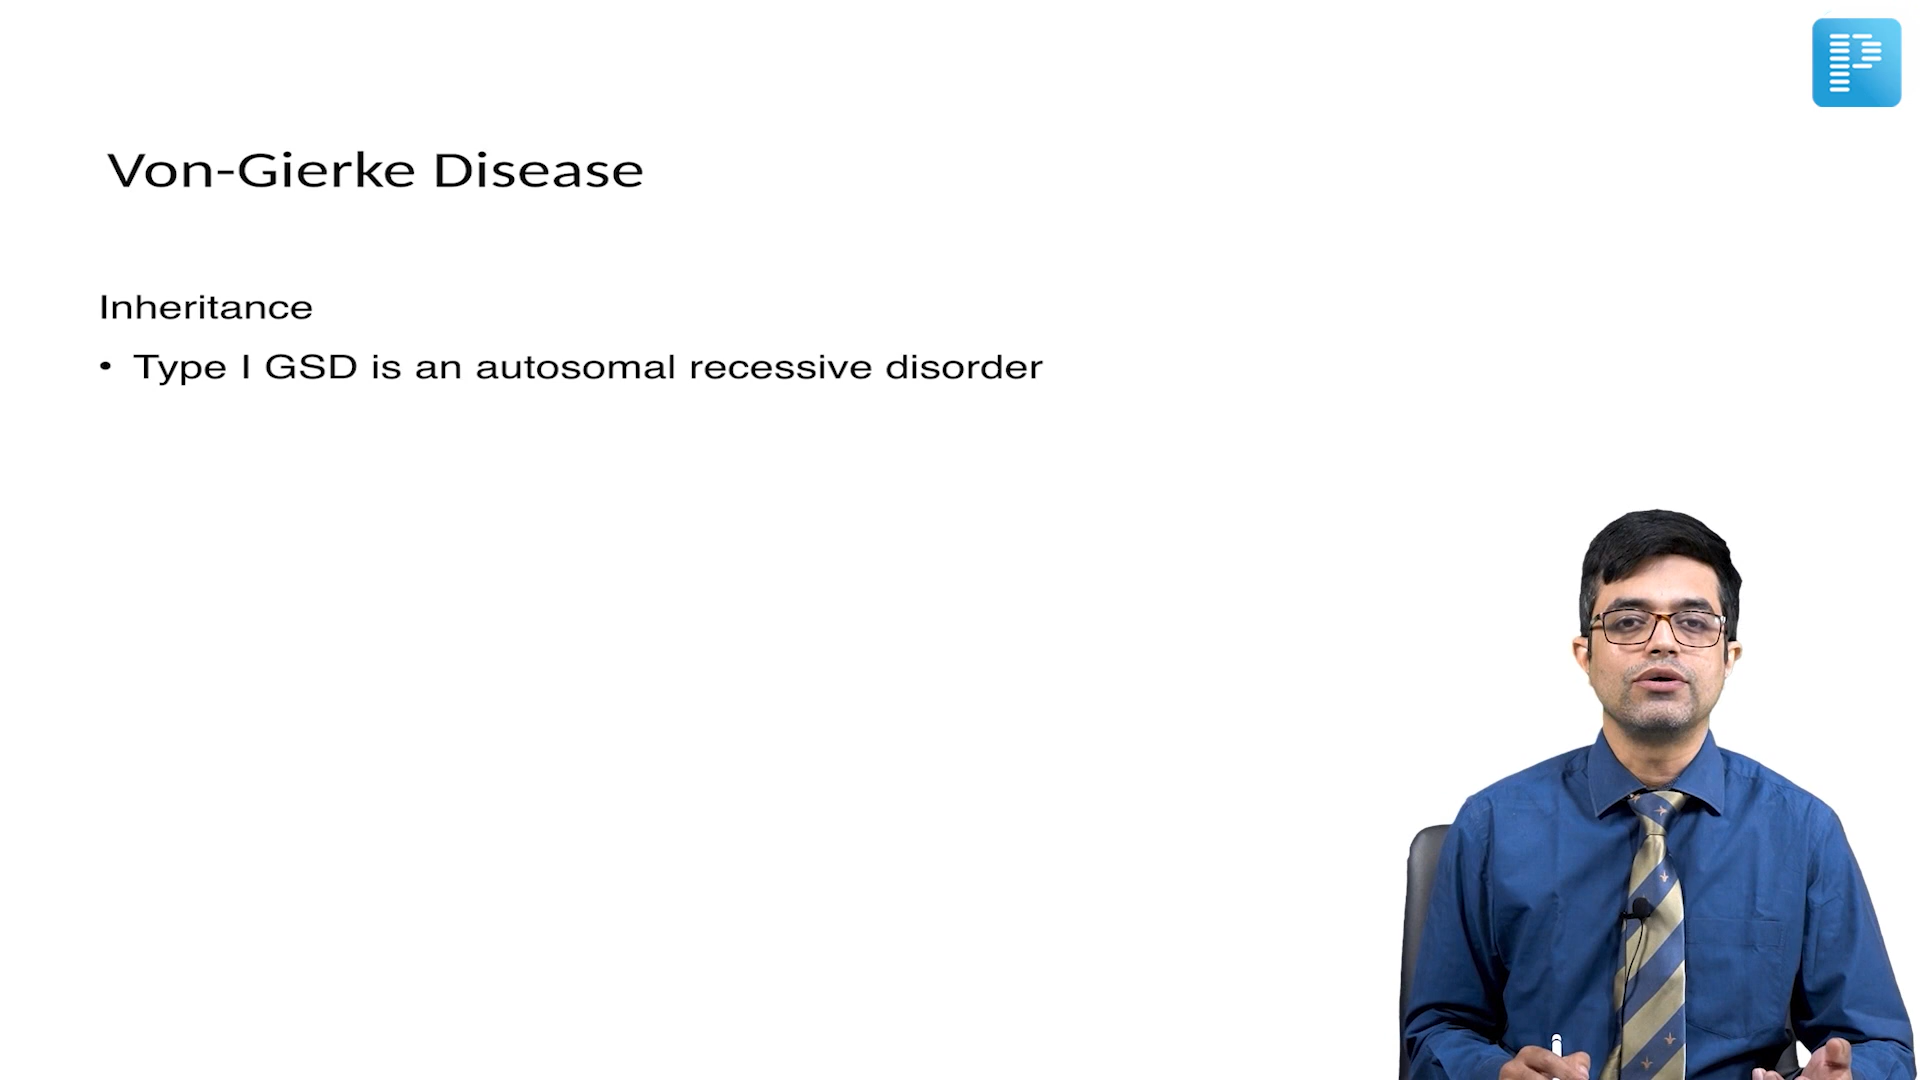 Von-Gierke Disease
Inheritance
• Type I GSD is an autosomal recessive disorder